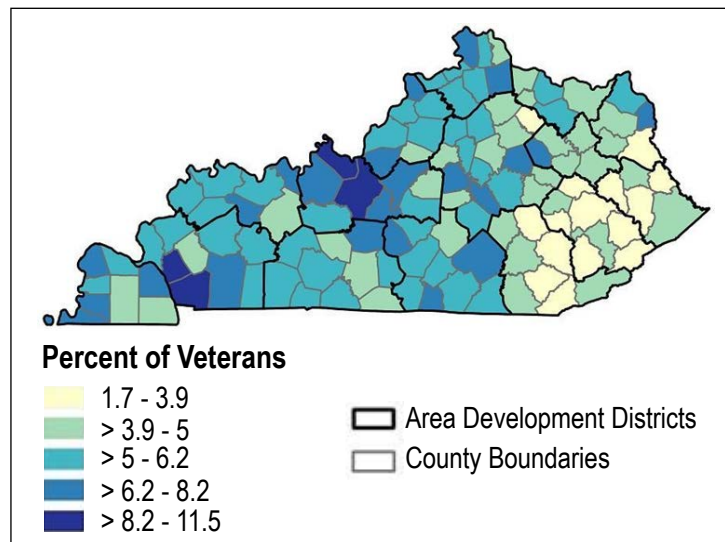 Percent of Veterans
1.7 - 3.9
> 3.9 - 5
> 5 - 6.2
> 6.2 - 8.2
> 8.2 - 11.5
Area Development Districts
County Boundaries